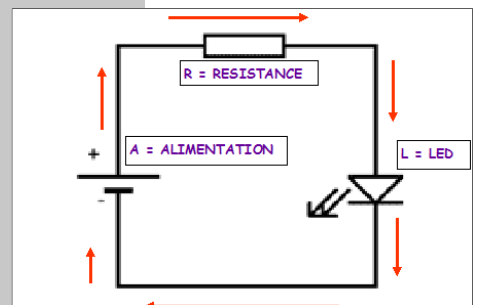 R = RESISTANCE
+
A = ALIMENTATION
L = LED
-